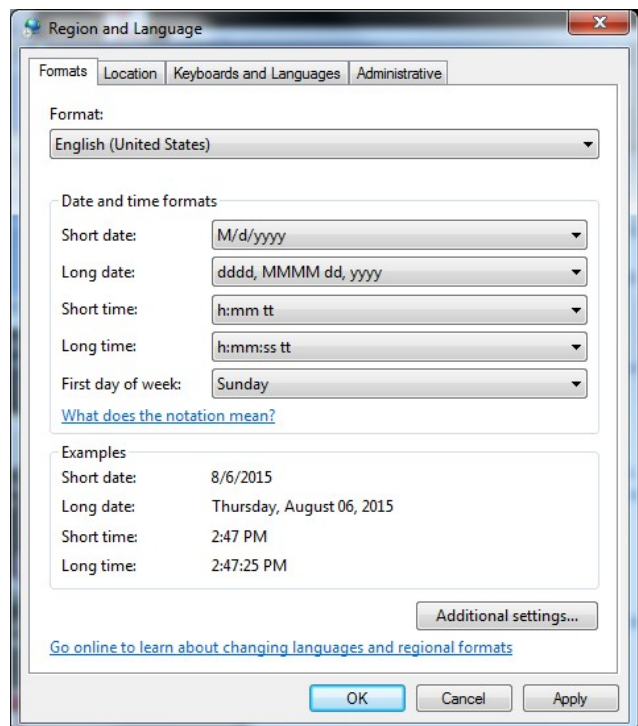 Region and Language
Formats Location Keyboards and Languages Administrative
Format:
English (United States)
Date and time formats
Short date: M/d/yyyy
Long date: dddd, MMMM dd, yyyy
Short time: h:mm tt
Long time: h:mm:ss tt
First day of week: Sunday
What does the notation mean?
Examples
Short date: 8/6/2015
Long date: Thursday, August 06, 2015
Short time: 2:47 PM
Long time: 2:47:25 PM
Additional settings...
Go online to learn about changing languages and regional formats
OK Cancel Apply